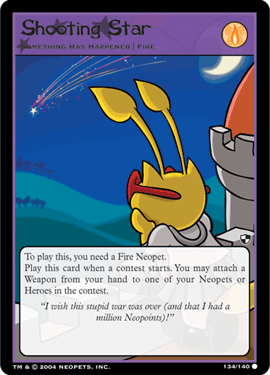 Shooting Star
Something Has Happened | Fire
To play this, you need a Fire Neopet.
Play this card when a contest starts. You may attach a
Weapon from your hand to one of your Neopets or
Heroes in the contest.
"I wish this stupid war was over (and that I had a
million Neopoints)!"
TM & © 2004 NEOPETS, INC.
134/140